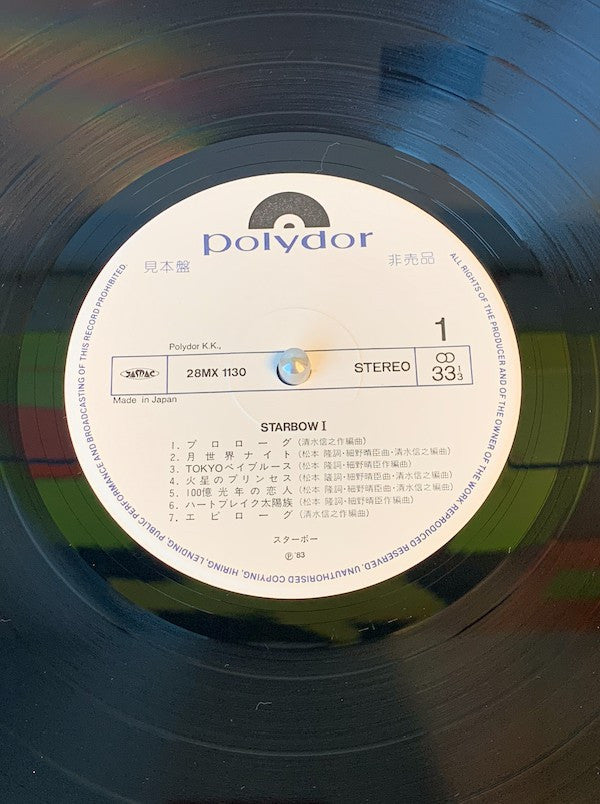 polydor
見本盤 非売品
1
Polydor K.K.,
JASRAC 28MX 1130 STEREO 33 1/3
Made in Japan
STARBOW I
1. プロローグ (清水信之作編曲)
2. 月世界ナイト (松本 隆詞・細野晴臣曲・清水信之編曲)
3. TOKYOベイブルース (松本 隆詞・細野晴臣作編曲)
4. 火星のプリンセス (松本 隆詞・細野晴臣曲・清水信之編曲)
5. 100億光年の恋人 (松本 隆詞・細野晴臣曲・清水信之編曲)
6. ハートブレイク太陽族 (松本 隆詞・細野晴臣作編曲)
7. エピローグ (清水信之作編曲)
スターボー
Ⓟ '83
ALL RIGHTS OF THE PRODUCER AND OF THE OWNER OF THE WORK REPRODUCED RESERVED. UNAUTHORISED COPYING, HIRING, LENDING, PUBLIC PERFORMANCE AND BROADCASTING OF THIS RECORD PROHIBITED.